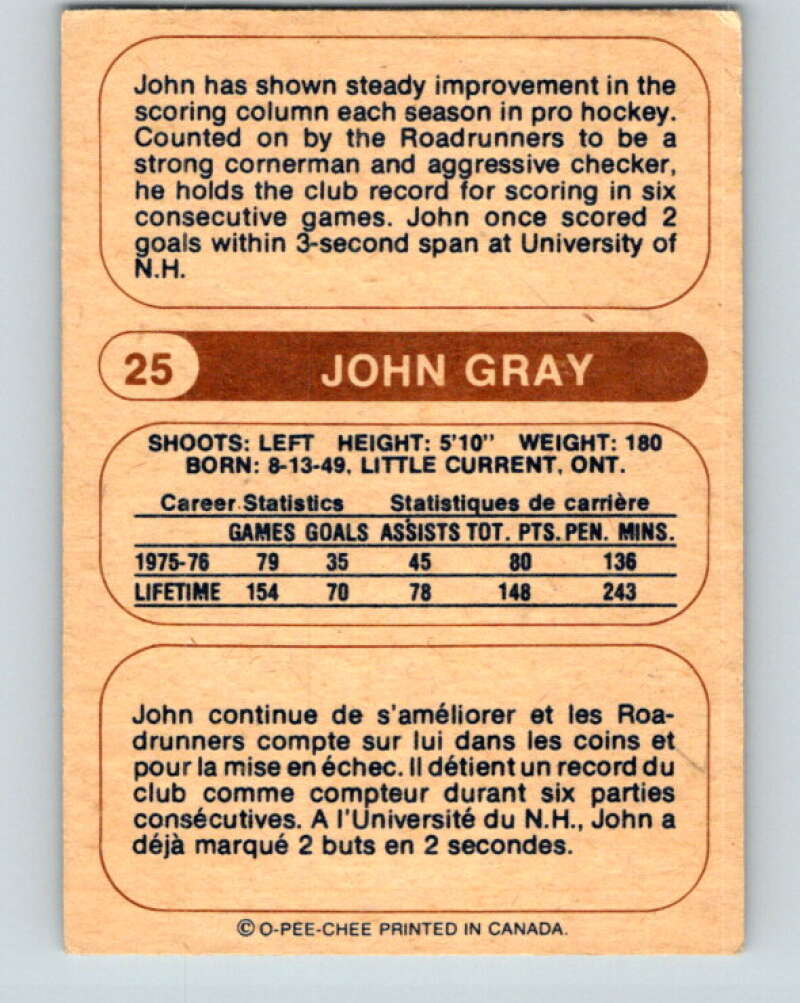 John has shown steady improvement in the
scoring column each season in pro hockey.
Counted on by the Roadrunners to be a
strong cornerman and aggressive checker,
he holds the club record for scoring in six
consecutive games. John once scored 2
goals within 3-second span at University of
N.H.
25 JOHN GRAY
SHOOTS: LEFT HEIGHT: 5'10" WEIGHT: 180
BORN: 8-13-49, LITTLE CURRENT, ONT.
Career Statistics Statistiques de carrière
GAMES GOALS ASSISTS TOT. PTS. PEN. MINS.
1975-76 79 35 45 80 136
LIFETIME 154 70 78 148 243
John continue de s'améliorer et les Roa-
drunners compte sur lui dans les coins et
pour la mise en échec. Il détient un record du
club comme compteur durant six parties
consécutives. A l'Université du N.H., John a
déjà marqué 2 buts en 2 secondes.
© O-PEE-CHEE PRINTED IN CANADA.